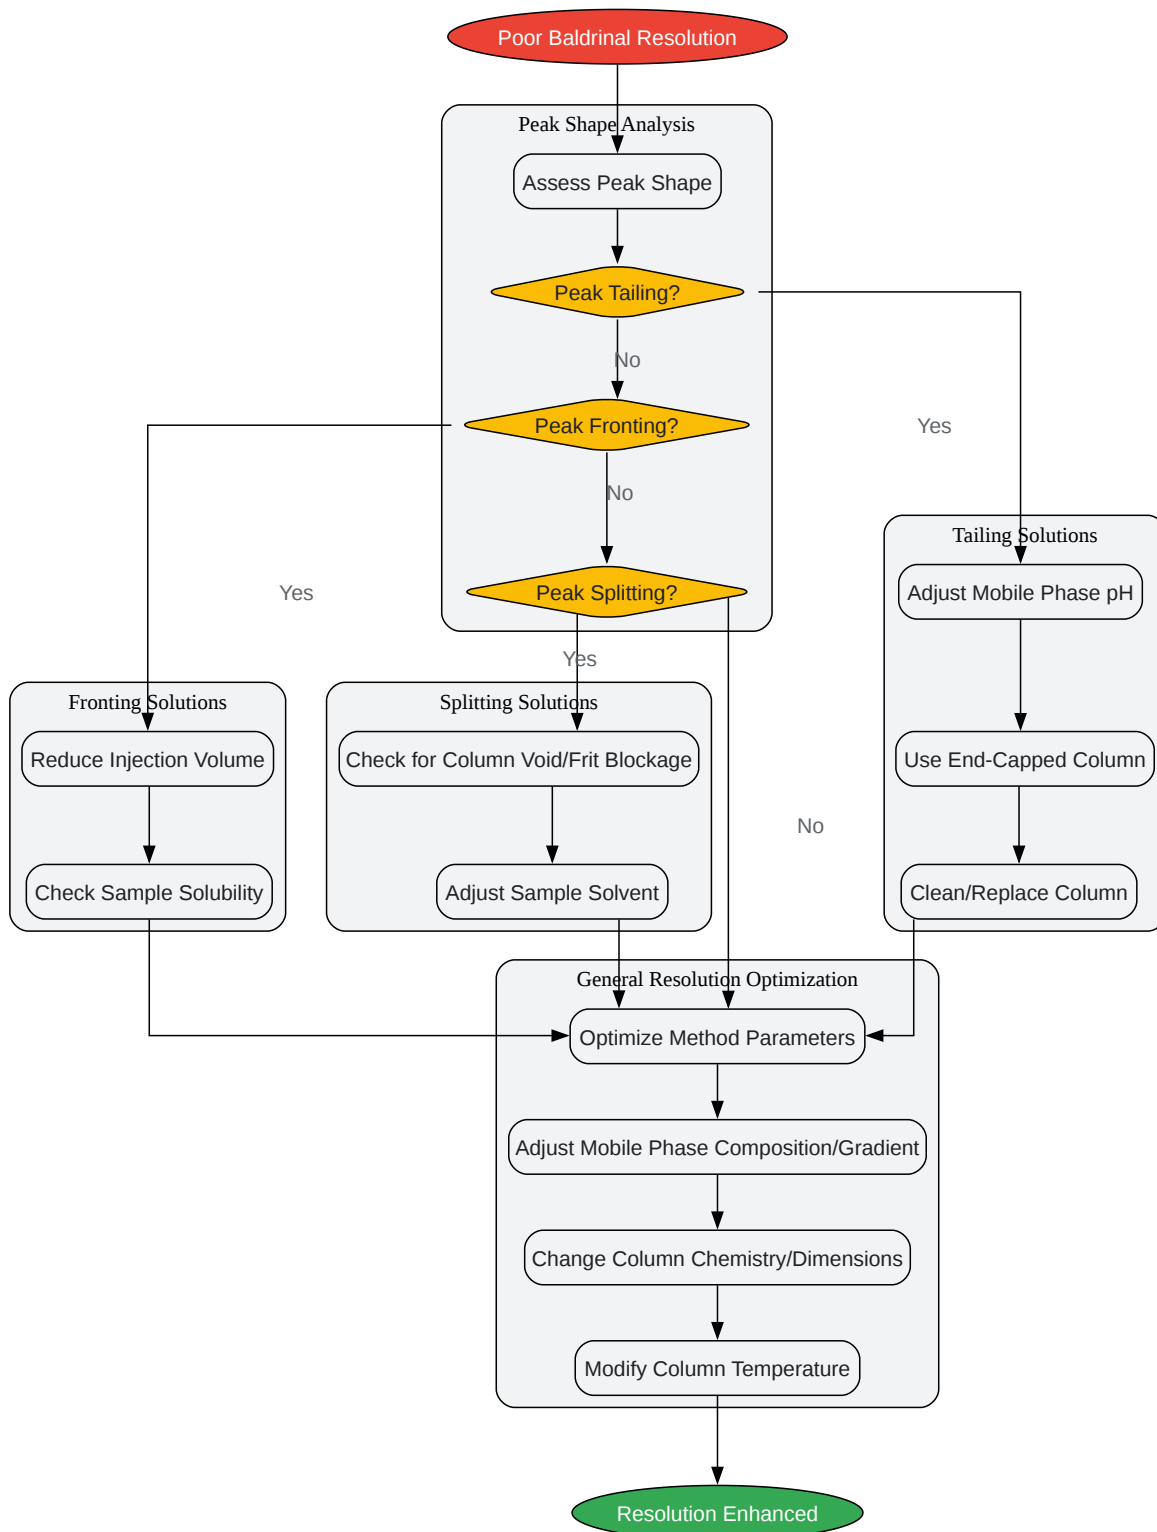 Poor Baldrinal Resolution
Peak Shape Analysis
Assess Peak Shape
Peak Tailing?
No
Peak Fronting?
Yes
No
Tailing Solutions
Yes
Peak Splitting?
Adjust Mobile Phase pH
Yes
Fronting Solutions
Splitting Solutions
Reduce Injection Volume
Check for Column Void/Frit Blockage
Use End-Capped Column
No
Check Sample Solubility
Adjust Sample Solvent
Clean/Replace Column
General Resolution Optimization
Optimize Method Parameters
Adjust Mobile Phase Composition/Gradient
Change Column Chemistry/Dimensions
Modify Column Temperature
Resolution Enhanced